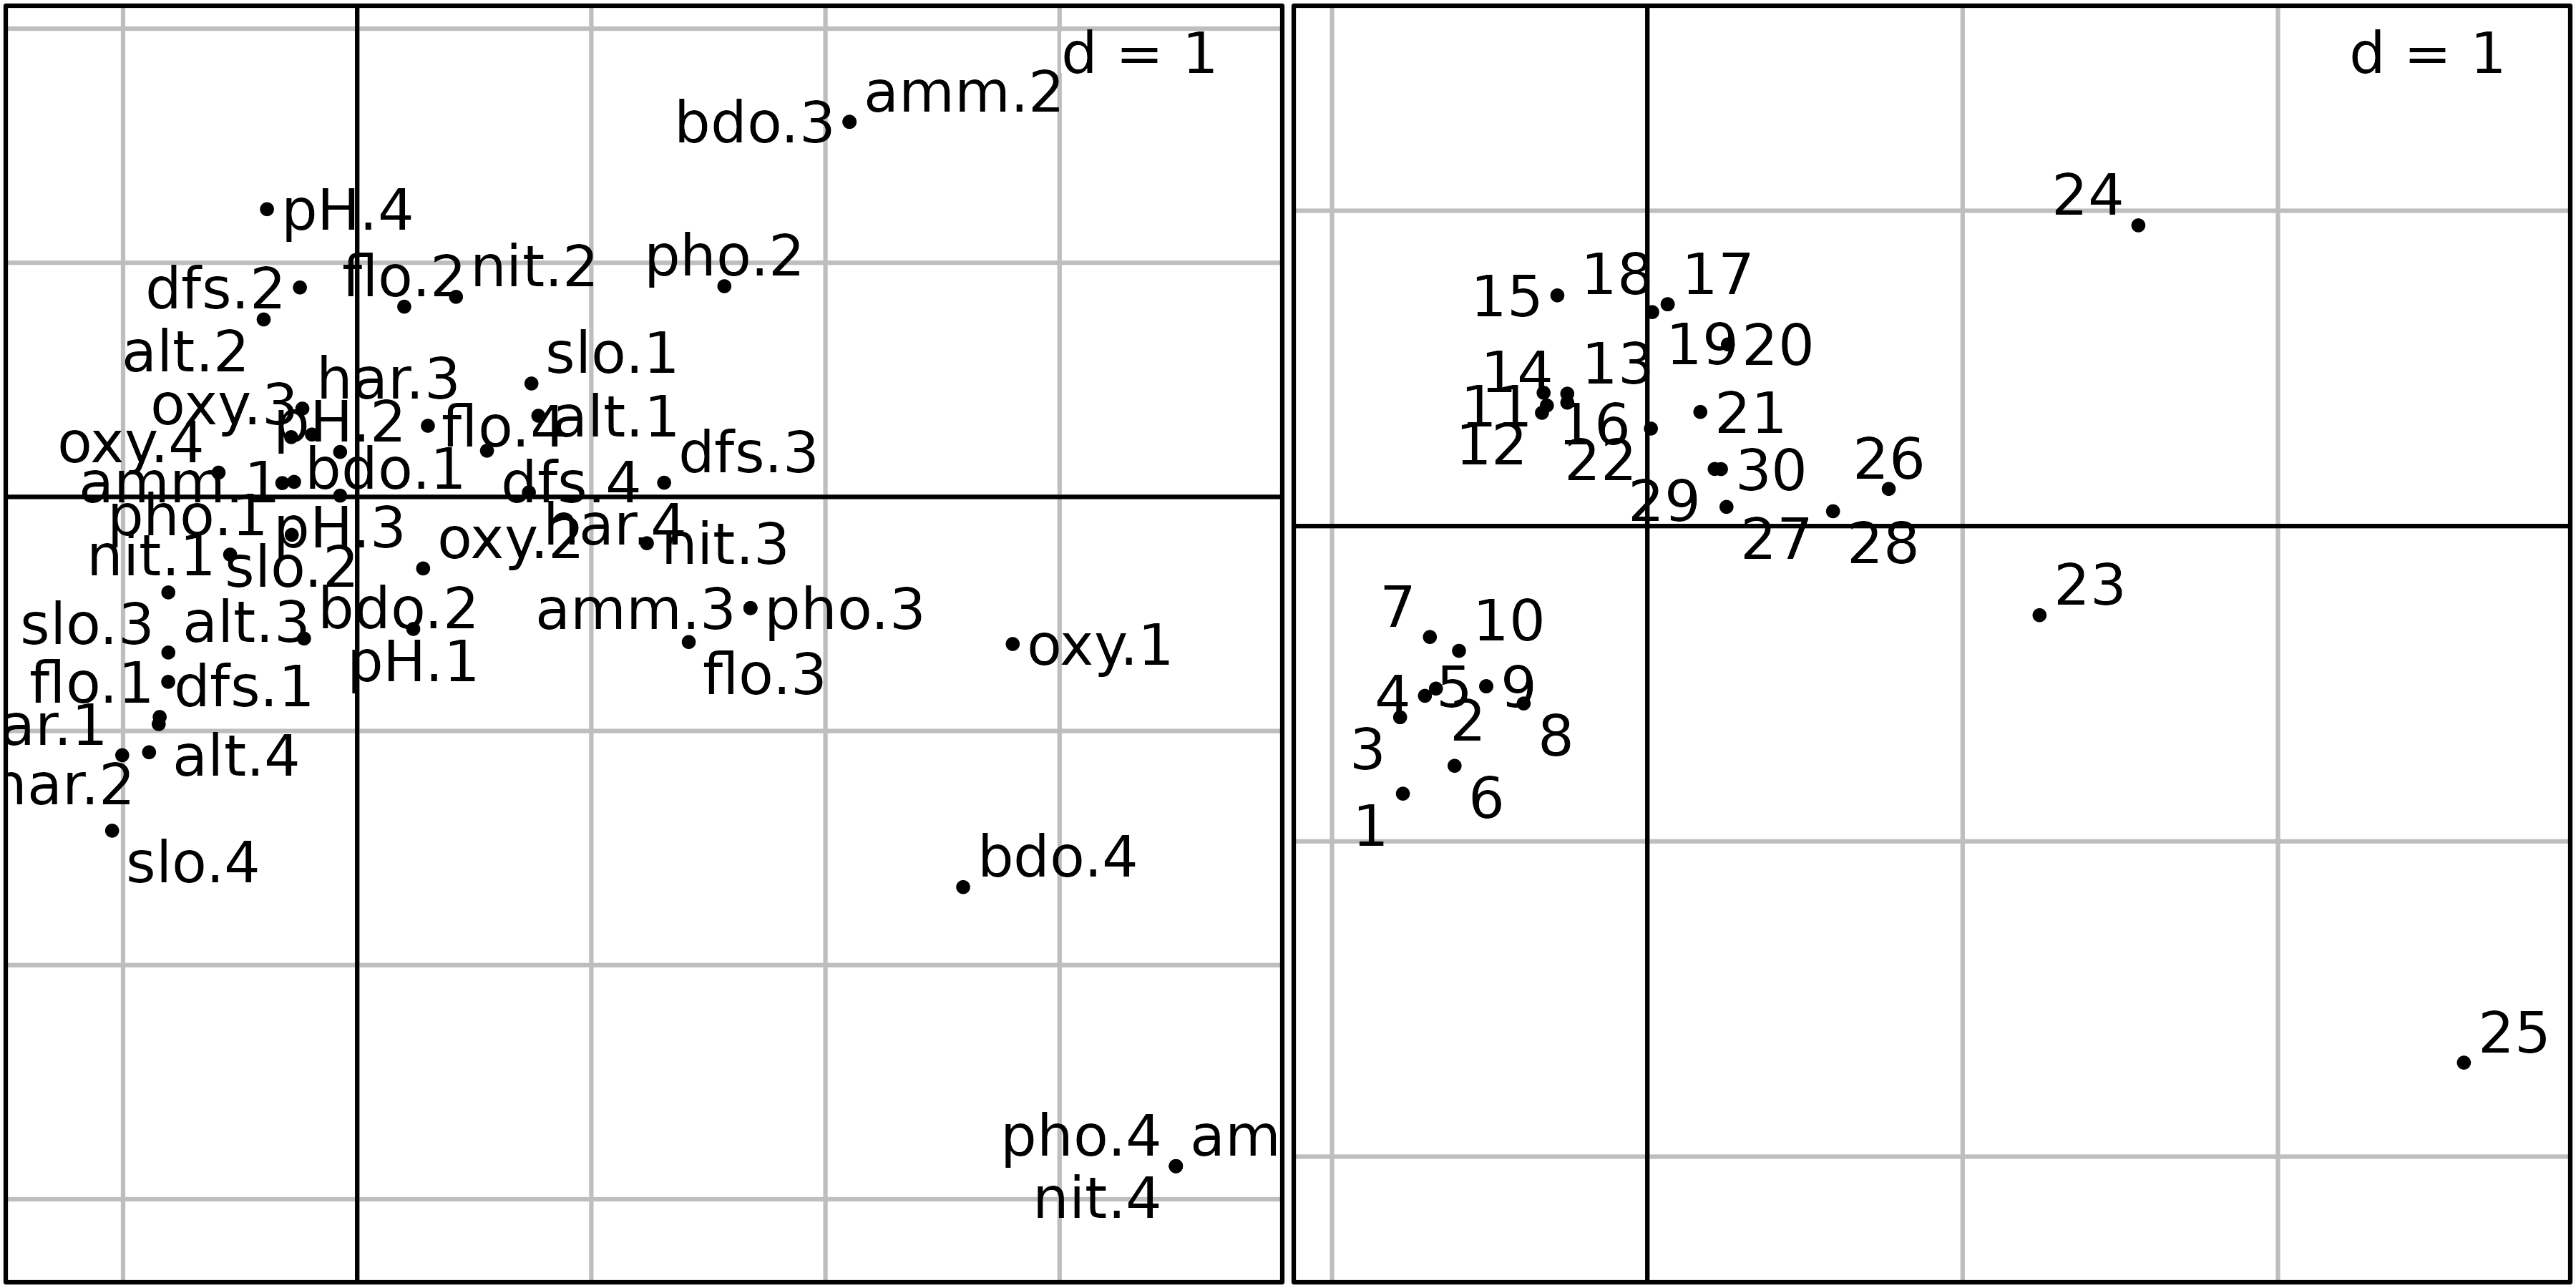 d = 1
amm.2
bdo.3
pH.4
pho.2
nit.2
flo.2
dfs.2
alt.2
slo.1
har.3
oxy.3
alt.1
pH.2
flo.4
oxy.4
dfs.3
bdo.1
amm.1
dfs.4
pho.1
pH.3
har.4
oxy.2
nit.3
nit.1
slo.2
bdo.2
amm.3
pho.3
slo.3
alt.3
oxy.1
pH.1
flo.3
flo.1
dfs.1
ar.1
alt.4
har.2
slo.4
bdo.4
pho.4
am
nit.4
d = 1
24
18
17
15
19
20
13
14
11
21
16
12
22
30
26
29
27
28
23
7
10
5
9
4
2
3
8
6
1
25